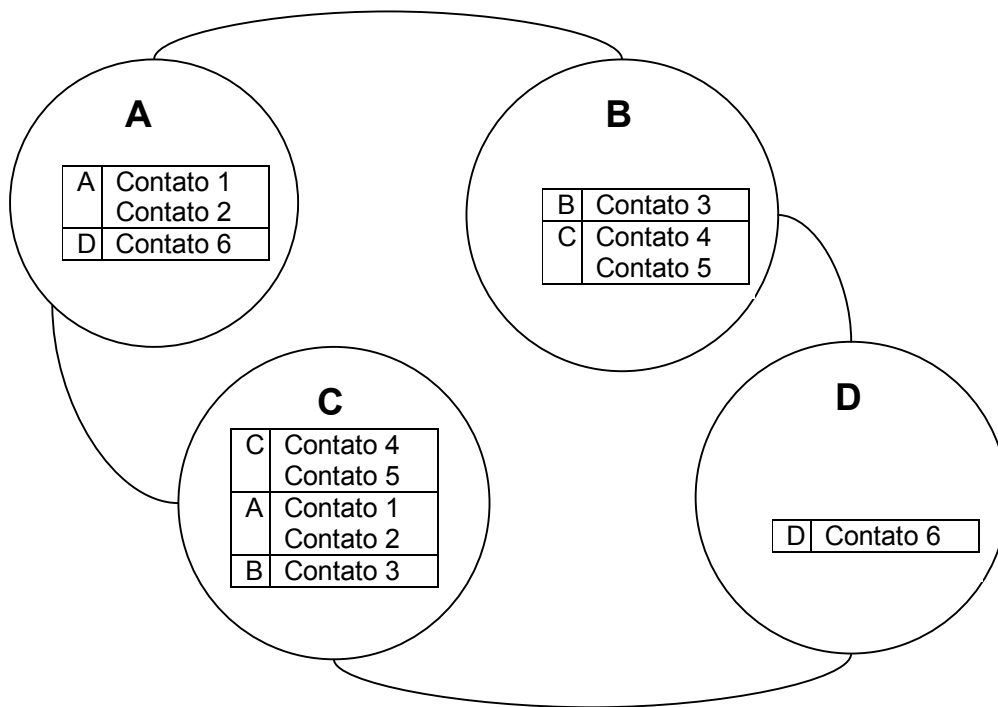 A
A Contato 1
Contato 2
D Contato 6
B
B Contato 3
C Contato 4
Contato 5
C
C Contato 4
Contato 5
A Contato 1
Contato 2
B Contato 3
D
D Contato 6